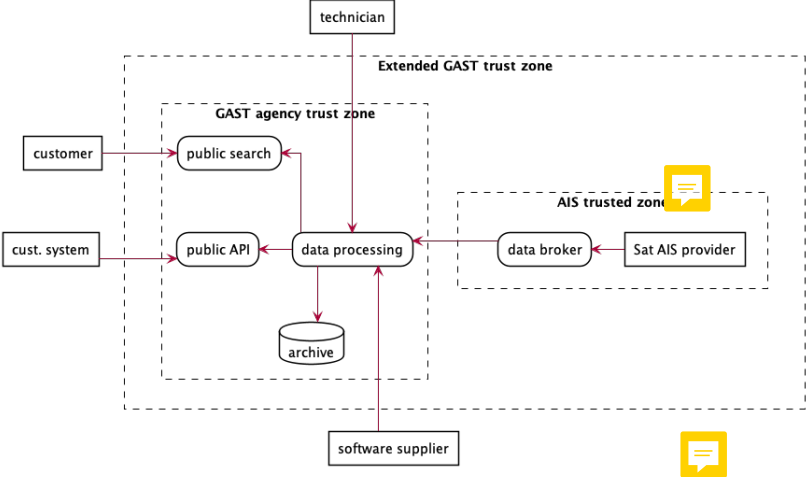 technician
Extended GAST trust zone
GAST agency trust zone
customer
public search
AIS trusted zone
cust. system
public API
data processing
data broker
Sat AIS provider
archive
software supplier